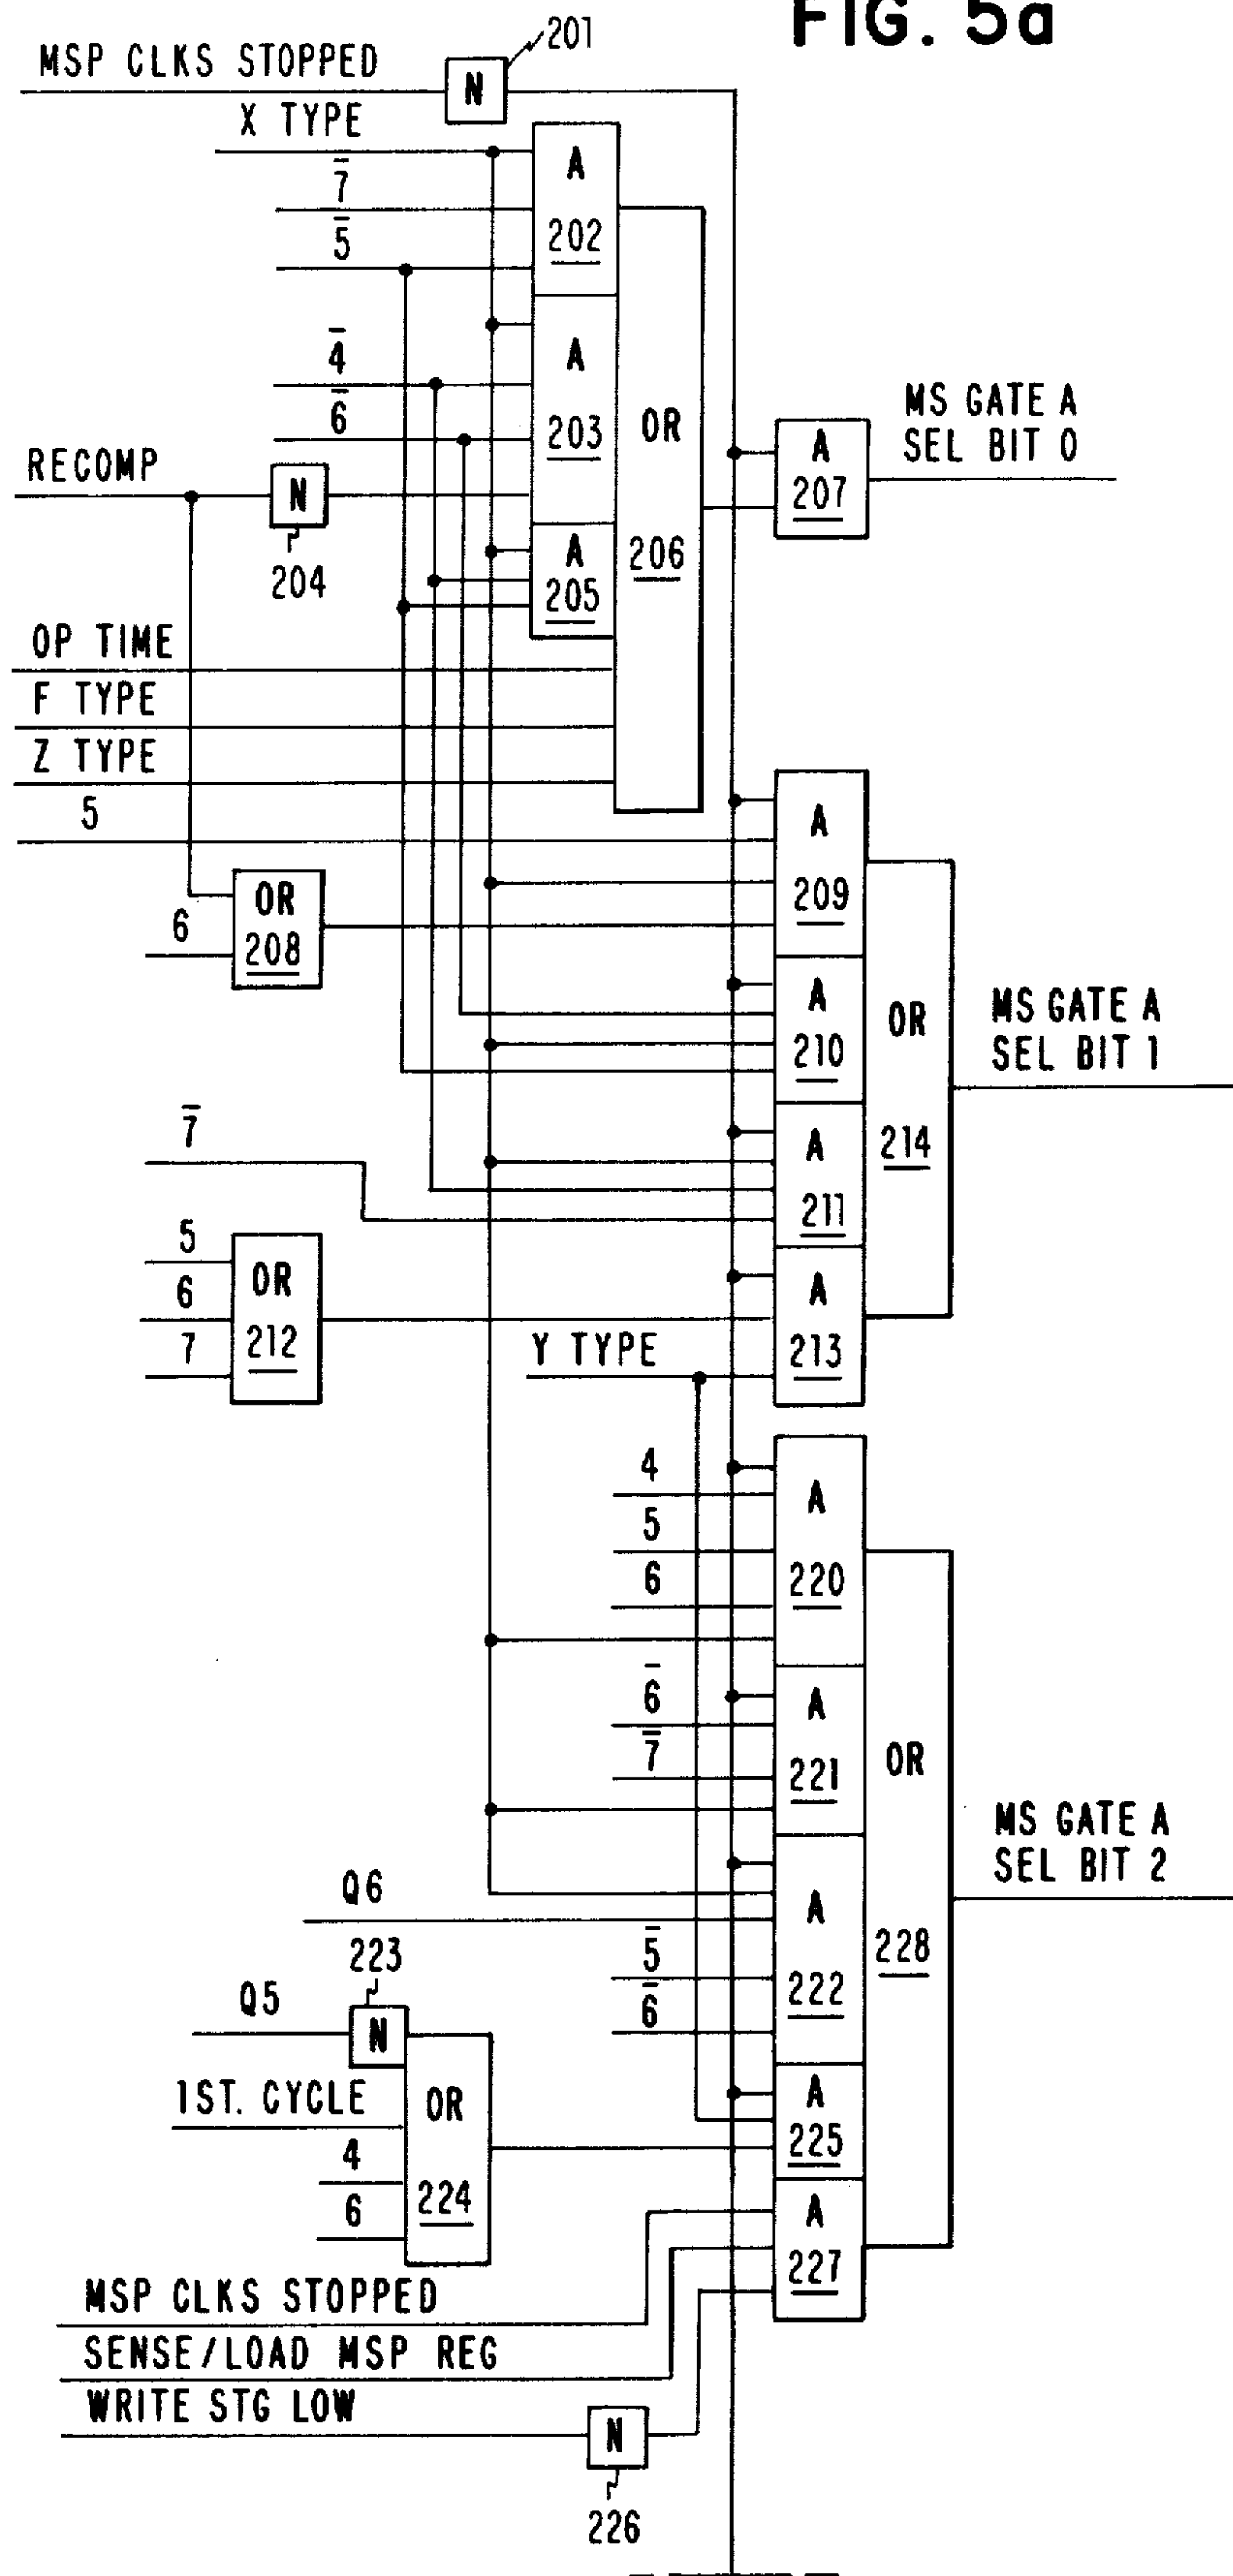 FIG. 5a
201
MSP CLKS STOPPED
N
X TYPE
A
7̅
202
5̅
A
4̅
203
OR
MS GATE A
SEL BIT 0
6̅
A
207
RECOMP
N
204
A
205
206
OP TIME
F TYPE
Z TYPE
5
A
209
OR
208
6
A
210
OR
MS GATE A
SEL BIT 1
7̅
A
211
214
5
6
7
OR
212
A
213
Y TYPE
4
5
6
A
220
6̅
7̅
A
221
OR
MS GATE A
SEL BIT 2
Q6
A
222
228
5̅
6̅
223
Q5
N
1ST. CYCLE
OR
4
6
224
A
225
A
227
MSP CLKS STOPPED
SENSE/LOAD MSP REG
WRITE STG LOW
N
226